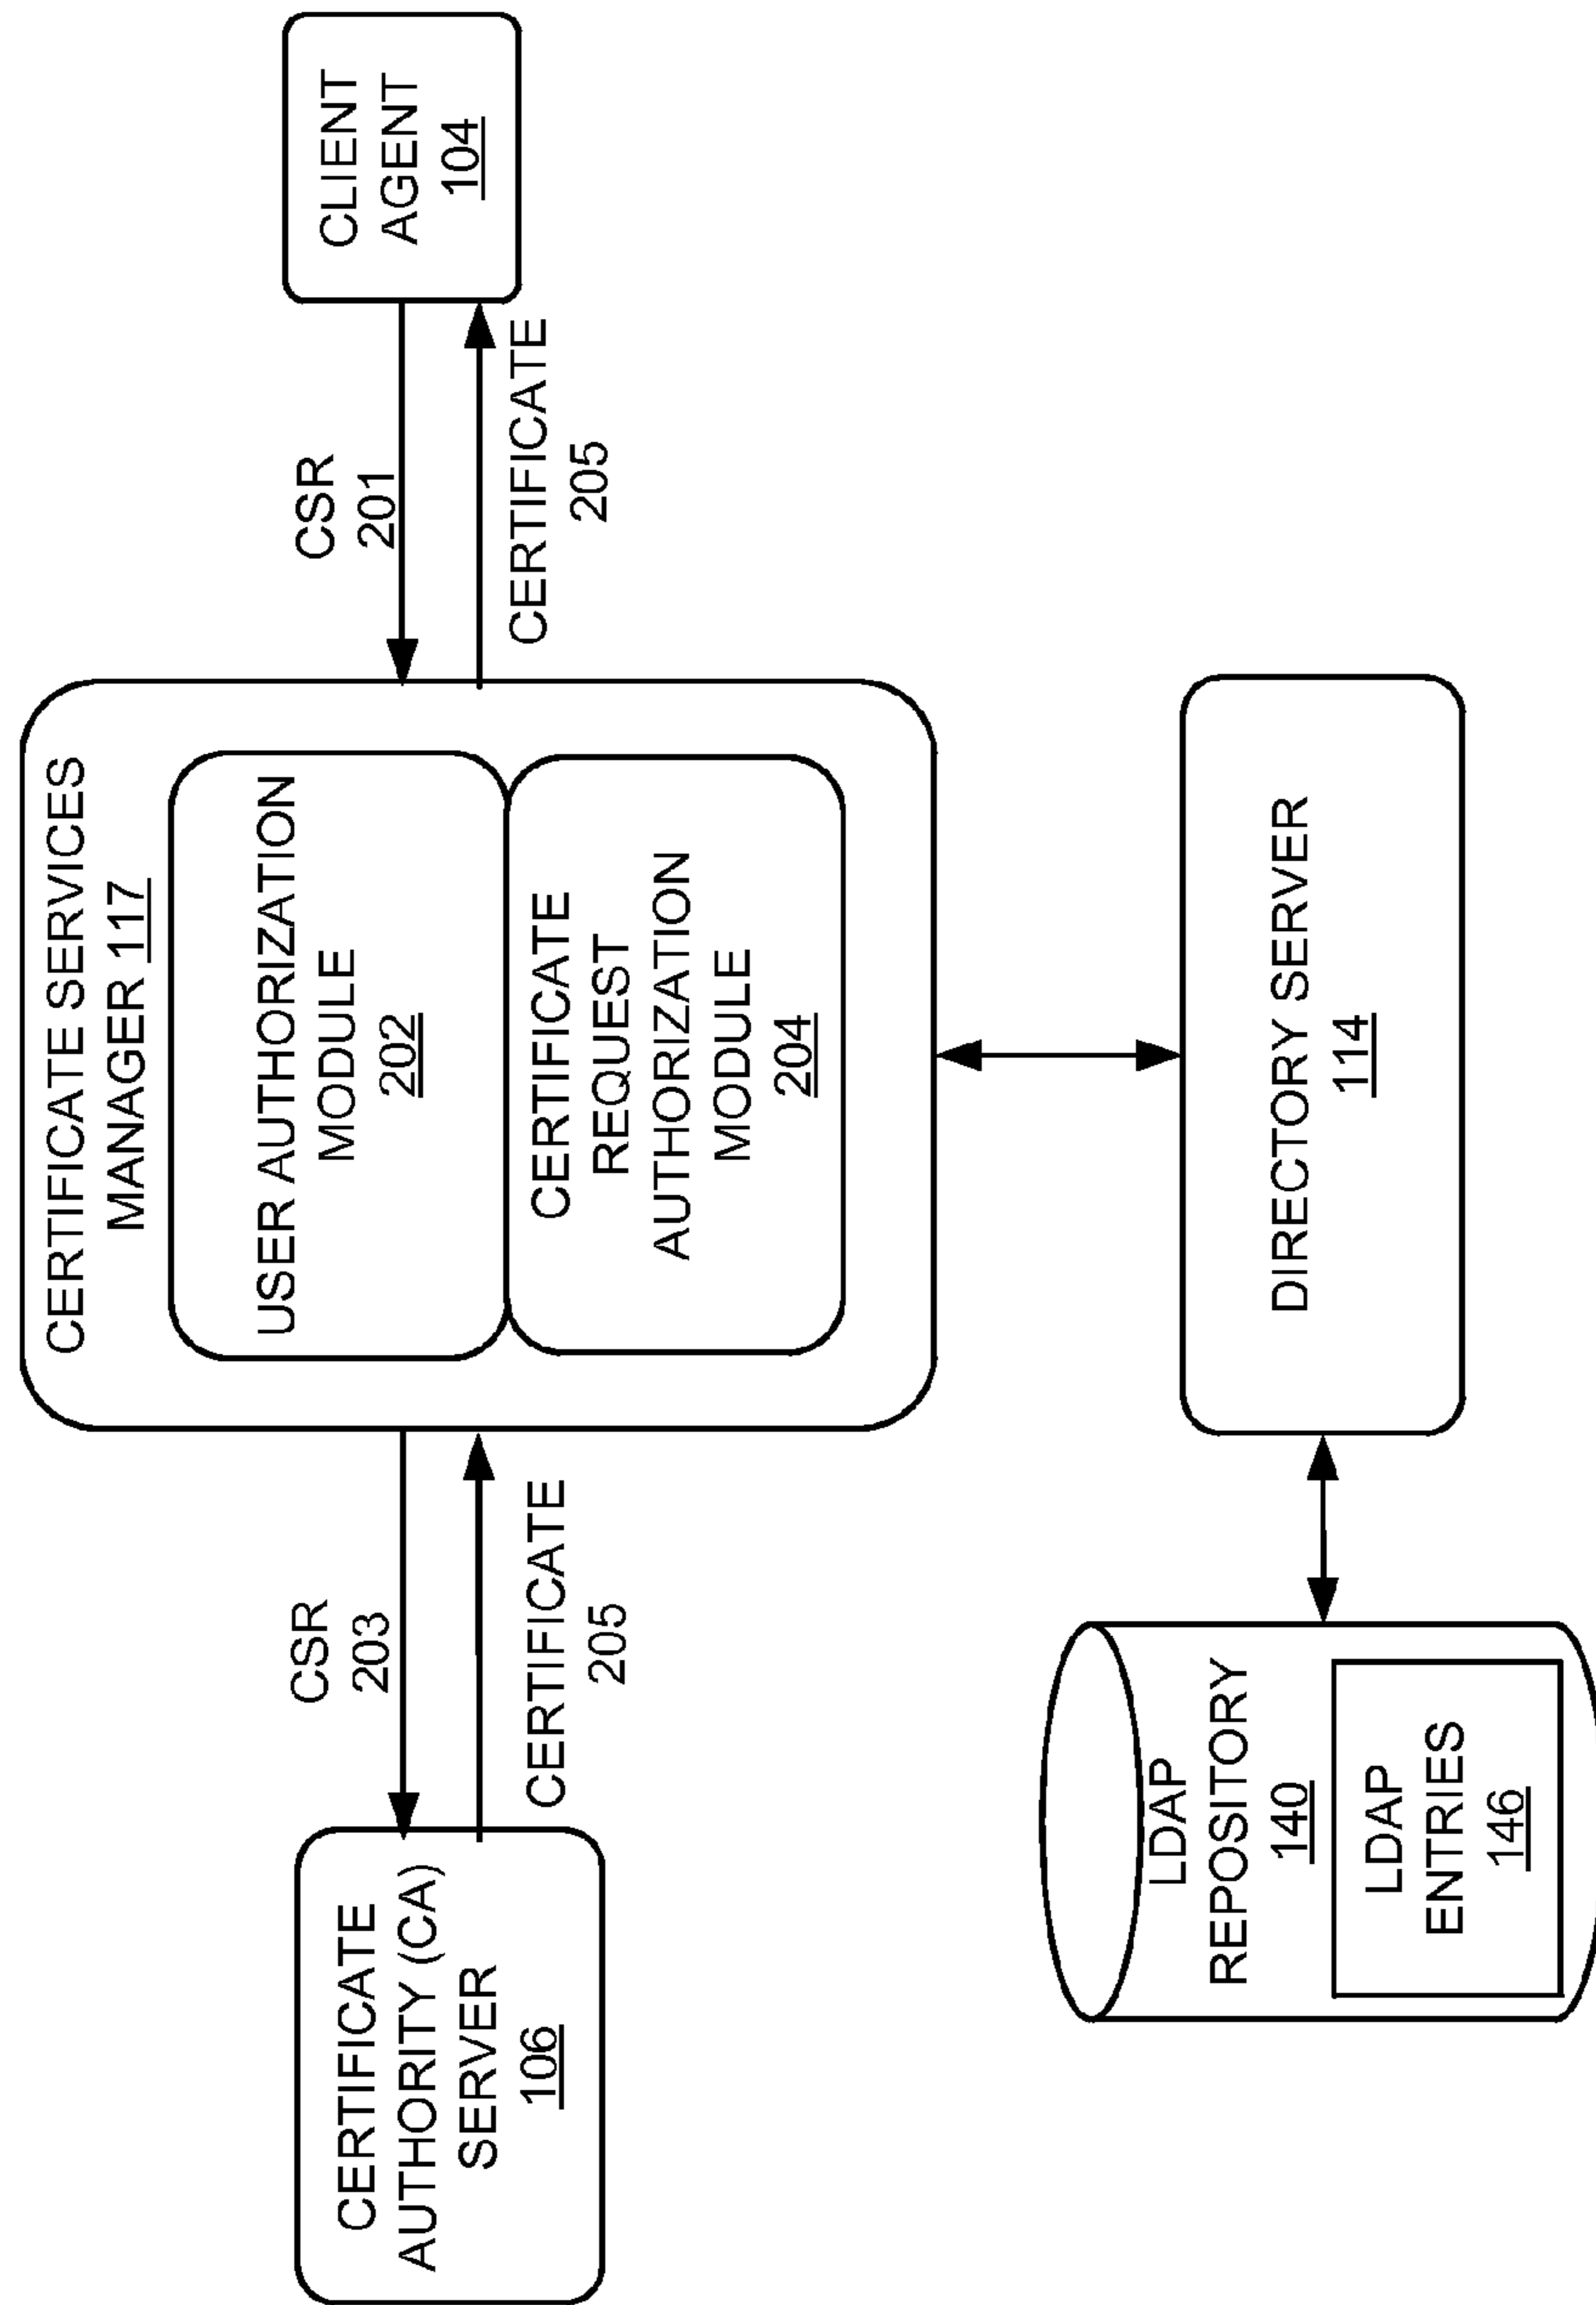 CERTIFICATE
AUTHORITY (CA)
SERVER
106
CSR
203
CERTIFICATE
205
CERTIFICATE SERVICES
MANAGER 117
USER AUTHORIZATION
MODULE
202
CERTIFICATE
REQUEST
AUTHORIZATION
MODULE
204
CSR
201
CERTIFICATE
205
CLIENT
AGENT
104
LDAP
REPOSITORY
140
LDAP
ENTRIES
146
DIRECTORY SERVER
114